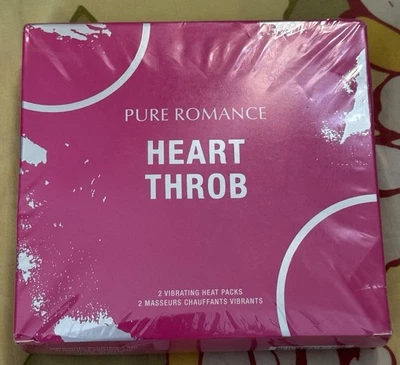 PURE ROMANCE
HEART
THROB
2 VIBRATING HEAT PACKS
2 MASSEURS CHAUFFANTS VIBRANTS